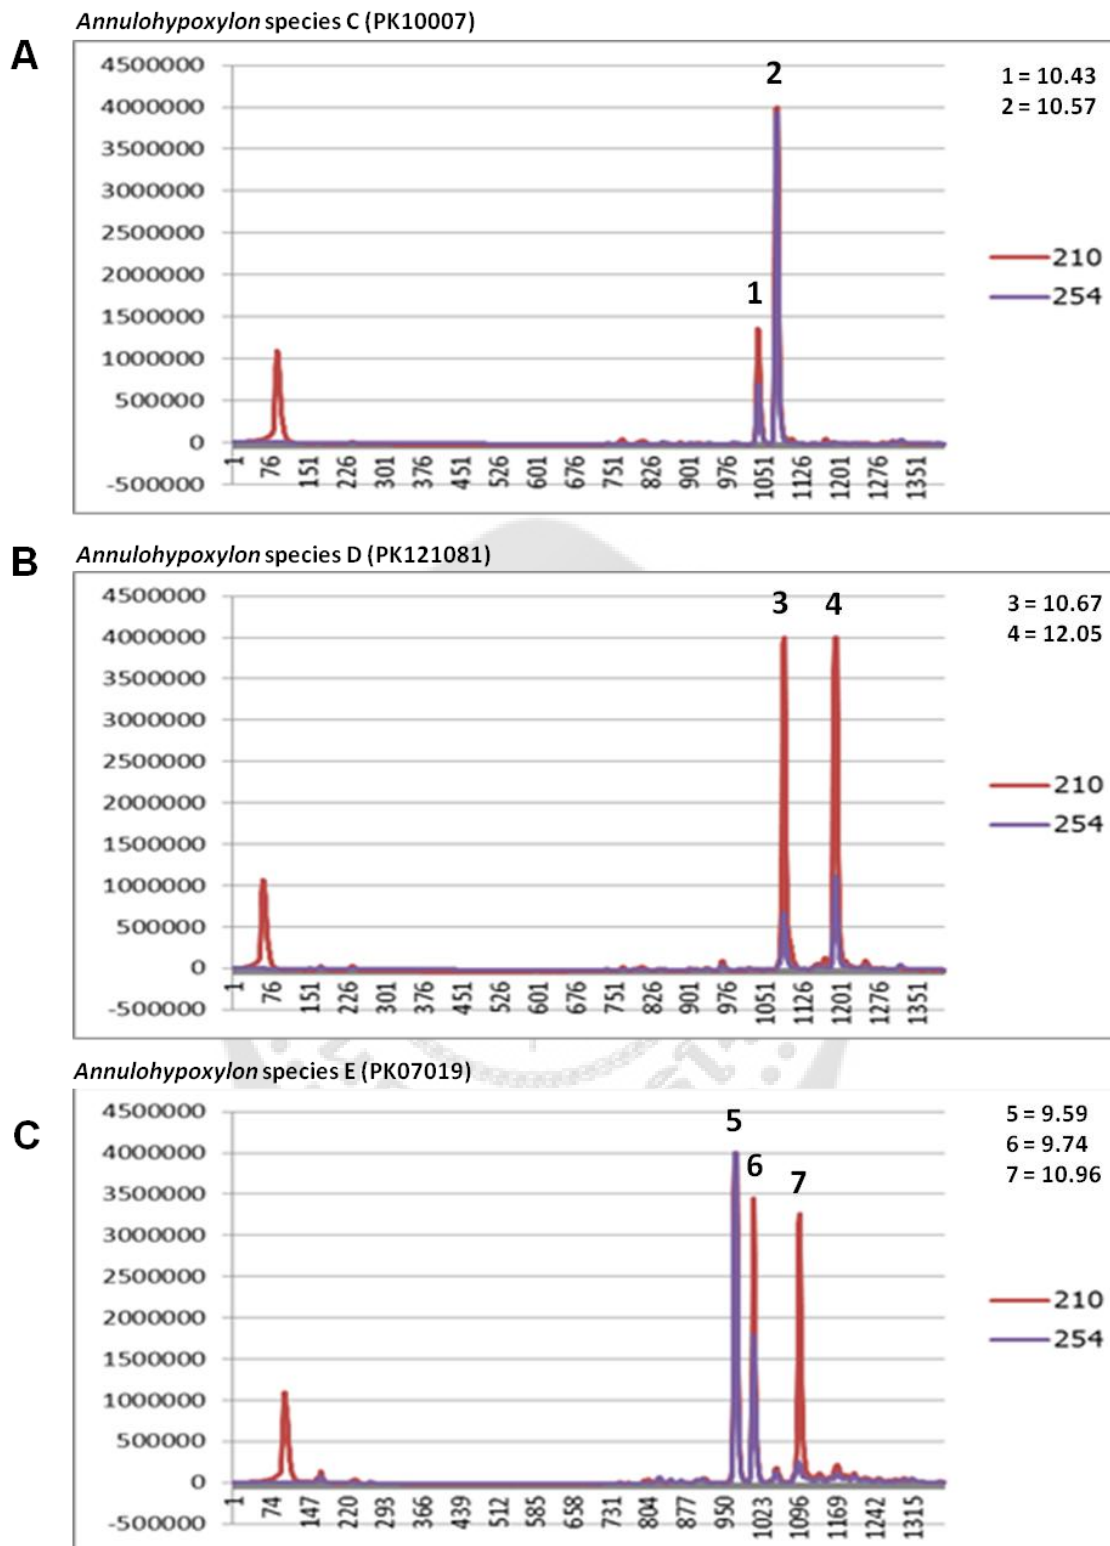 Annulohypoxylon species C (PK10007)
A
4500000
4000000
3500000
3000000
2500000
2000000
1500000
1000000
500000
0
-500000
1 76 151 226 301 376 451 526 601 676 751 826 901 976 1051 1126 1201 1276 1351
1
2
1 = 10.43
2 = 10.57
210
254
Annulohypoxylon species D (PK121081)
B
4500000
4000000
3500000
3000000
2500000
2000000
1500000
1000000
500000
0
-500000
1 76 151 226 301 376 451 526 601 676 751 826 901 976 1051 1126 1201 1276 1351
3 4
3 = 10.67
4 = 12.05
210
254
Annulohypoxylon species E (PK07019)
C
4500000
4000000
3500000
3000000
2500000
2000000
1500000
1000000
500000
0
-500000
1 74 147 220 293 366 439 512 585 658 731 804 877 950 1023 1096 1169 1242 1315
5
6
7
5 = 9.59
6 = 9.74
7 = 10.96
210
254